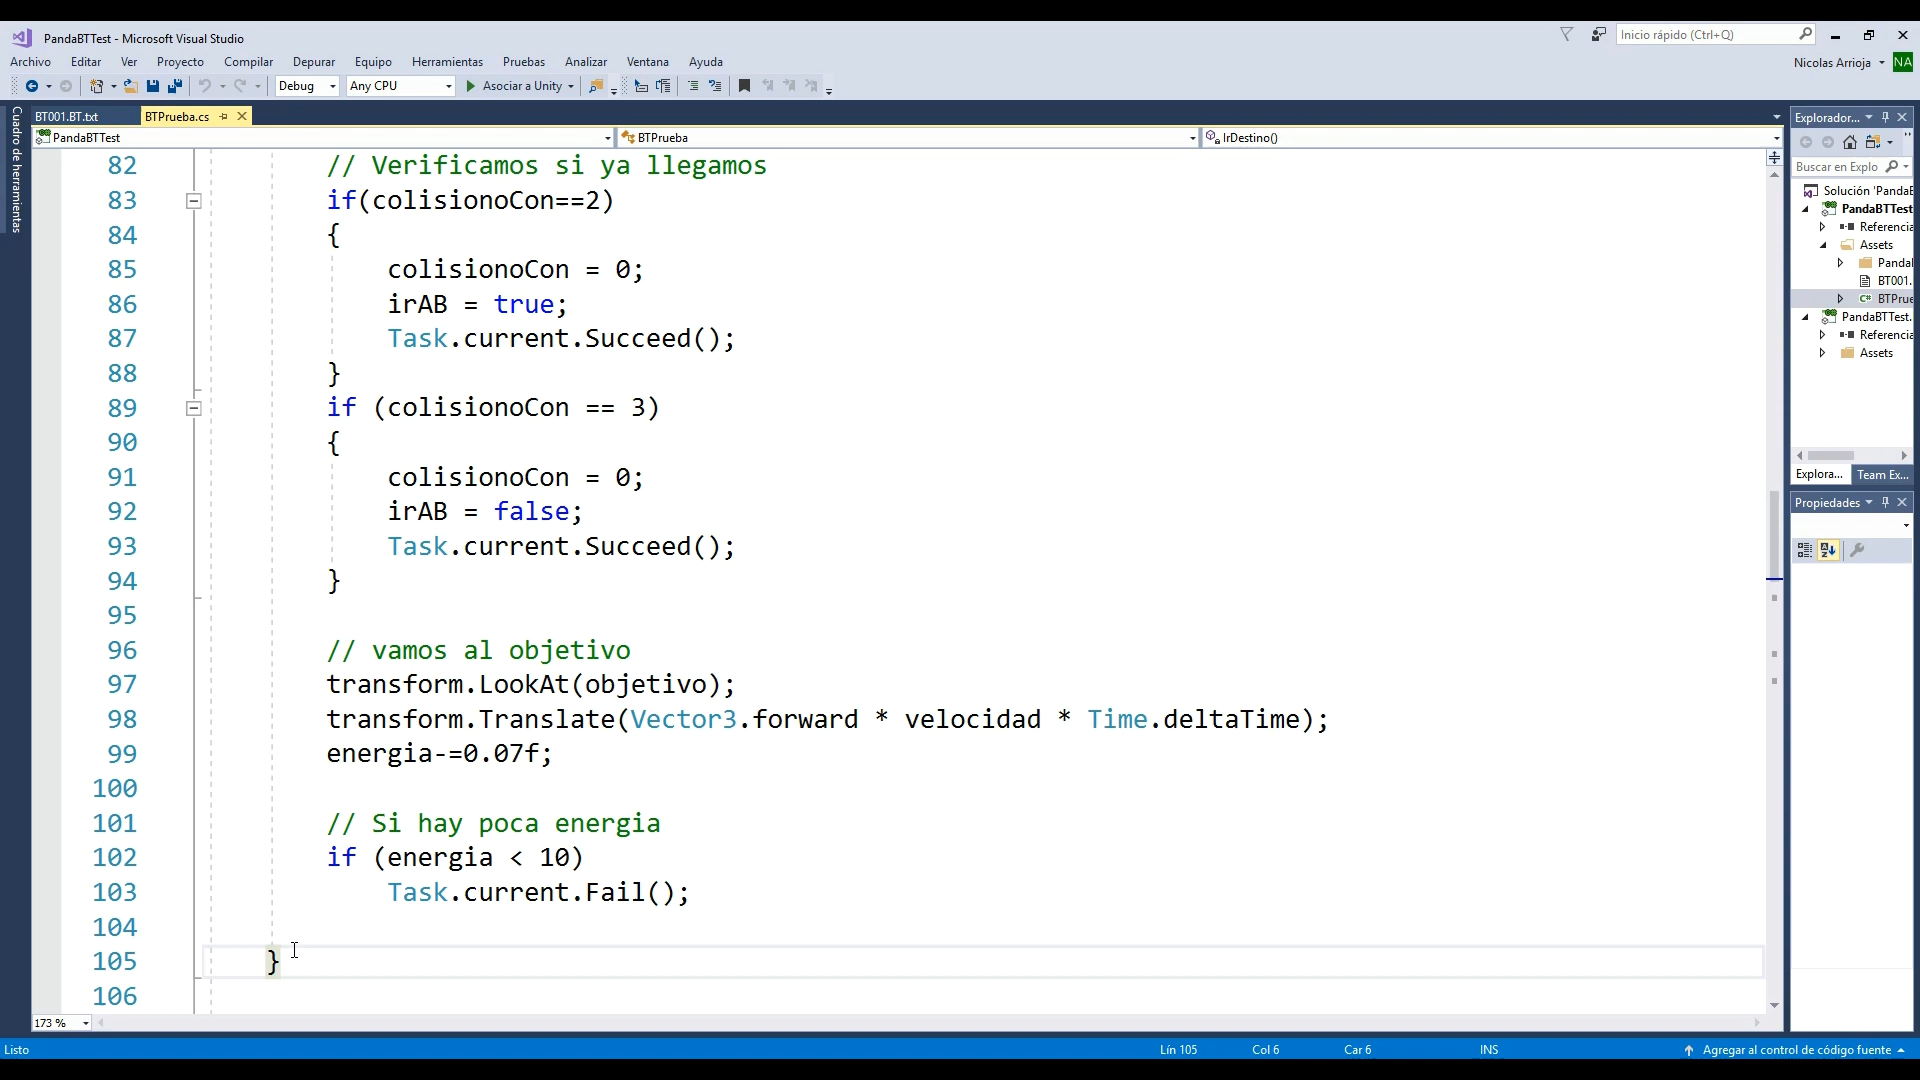 PandaBTTest - Microsoft Visual Studio
Inicio rápido (Ctrl+Q)
Archivo Editar Ver Proyecto Compilar Depurar Equipo Herramientas Pruebas Analizar Ventana Ayuda
Nicolas Arrioja NA
Debug Any CPU Asociar a Unity
BT001.BT.txt BTPrueba.cs
Explorador...
PandaBTTest BTPrueba IrDestino()
Cuadro de herramientas
Buscar en Explo
Solución 'PandaB
PandaBTTest
Referencia
Assets
Panda
BT001.
BTPrue
PandaBTTest.
Referencia
Assets
Explora... Team Ex...
Propiedades
82 // Verificamos si ya llegamos
83 if(colisionoCon==2)
84 {
85 colisionoCon = 0;
86 irAB = true;
87 Task.current.Succeed();
88 }
89 if (colisionoCon == 3)
90 {
91 colisionoCon = 0;
92 irAB = false;
93 Task.current.Succeed();
94 }
95
96 // vamos al objetivo
97 transform.LookAt(objetivo);
98 transform.Translate(Vector3.forward * velocidad * Time.deltaTime);
99 energia-=0.07f;
100
101 // Si hay poca energia
102 if (energia < 10)
103 Task.current.Fail();
104
105 }
106
173 %
Listo Lín 105 Col 6 Car 6 INS Agregar al control de código fuente